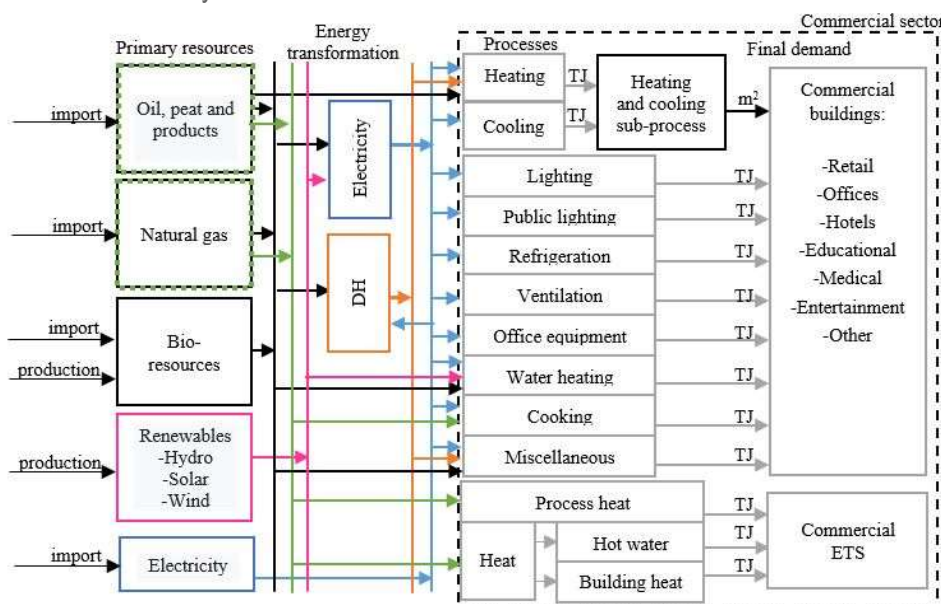 Commercial sector
Energy
transformation
Primary resources
Processes
Final demand
import
Oil, peat and
products
import
Natural gas
import
production
Bio-
resources
production
Renewables
-Hydro
-Solar
-Wind
import
Electricity
Electricity
DH
Heating
TJ
Cooling
TJ
Heating
and cooling
sub-process
m²
Lighting
TJ
Public lighting
TJ
Refrigeration
TJ
Ventilation
TJ
Office equipment
TJ
Water heating
TJ
Cooking
TJ
Miscellaneous
TJ
Commercial
buildings:
-Retail
-Offices
-Hotels
-Educational
-Medical
-Entertainment
-Other
Process heat
TJ
Heat
Hot water
TJ
Building heat
TJ
Commercial
ETS